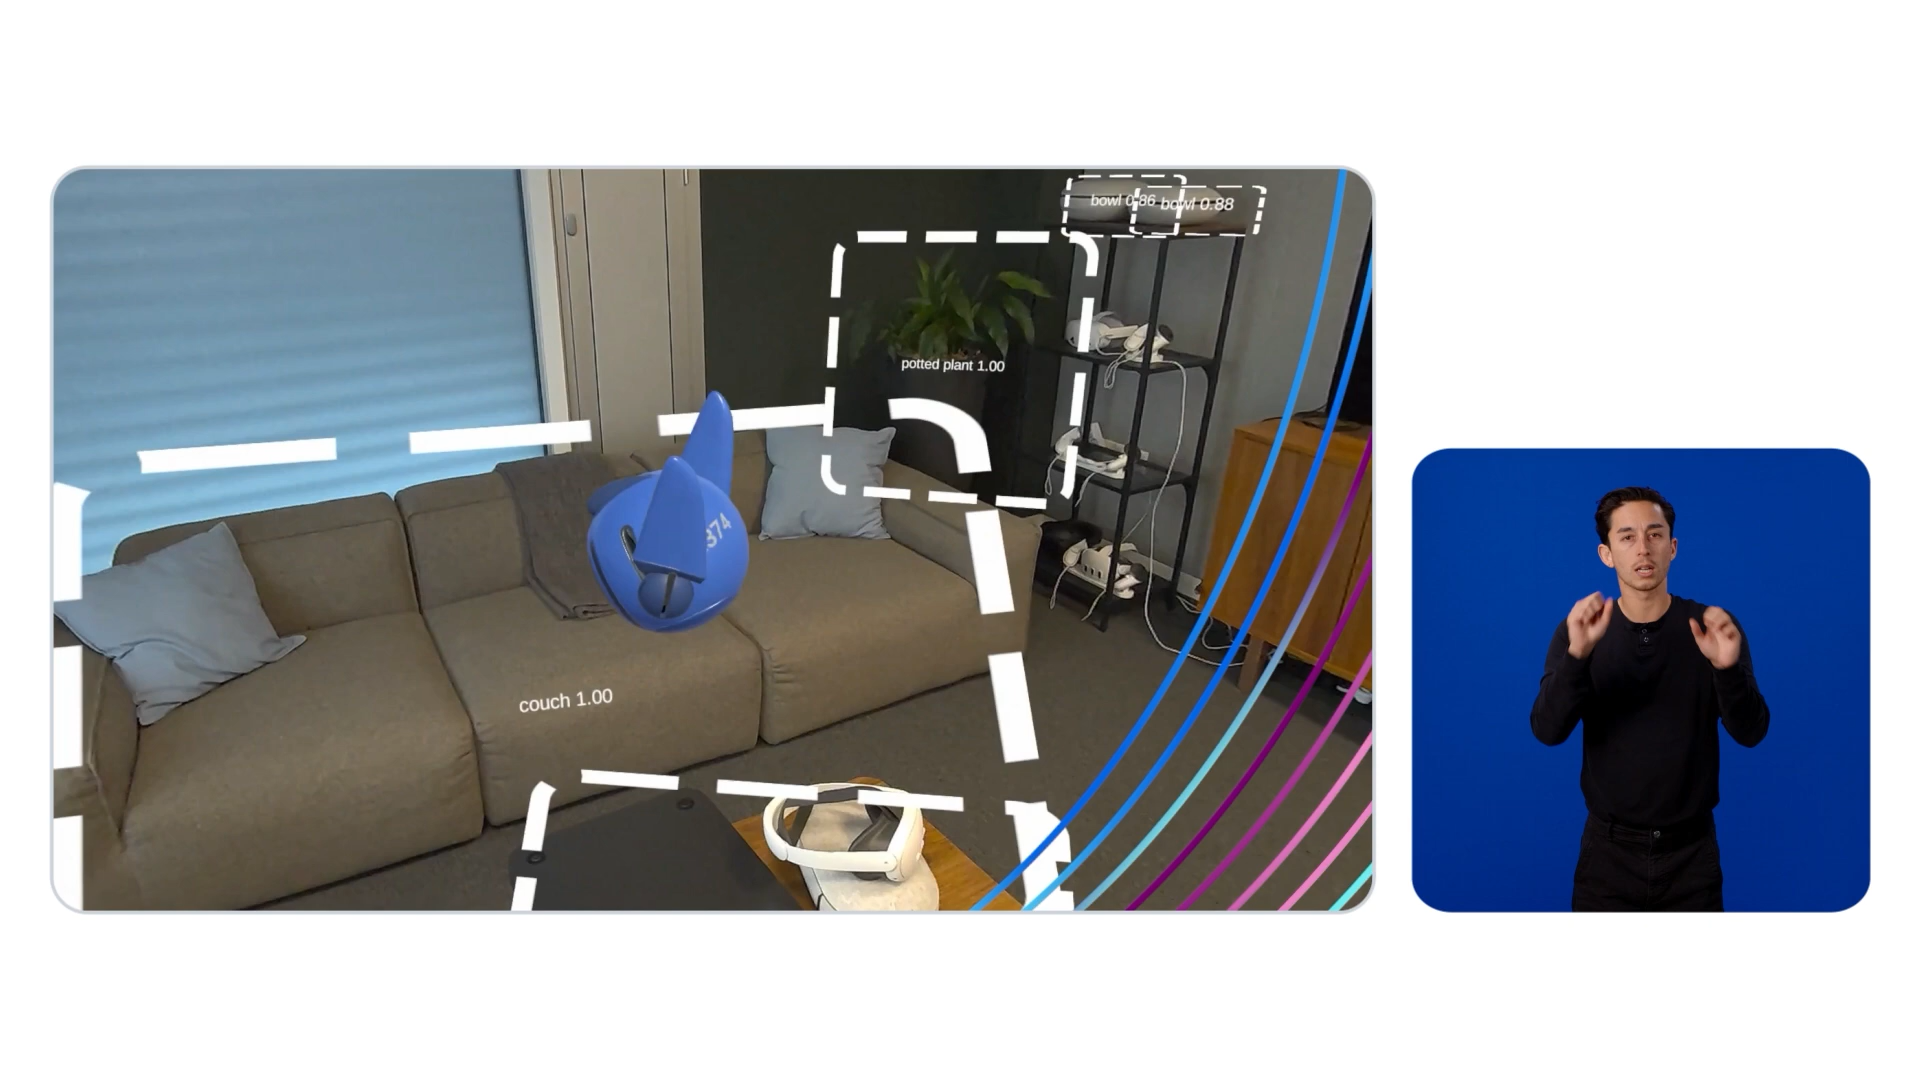 bowl 0.86
bowl 0.88
potted plant 1.00
374
couch 1.00